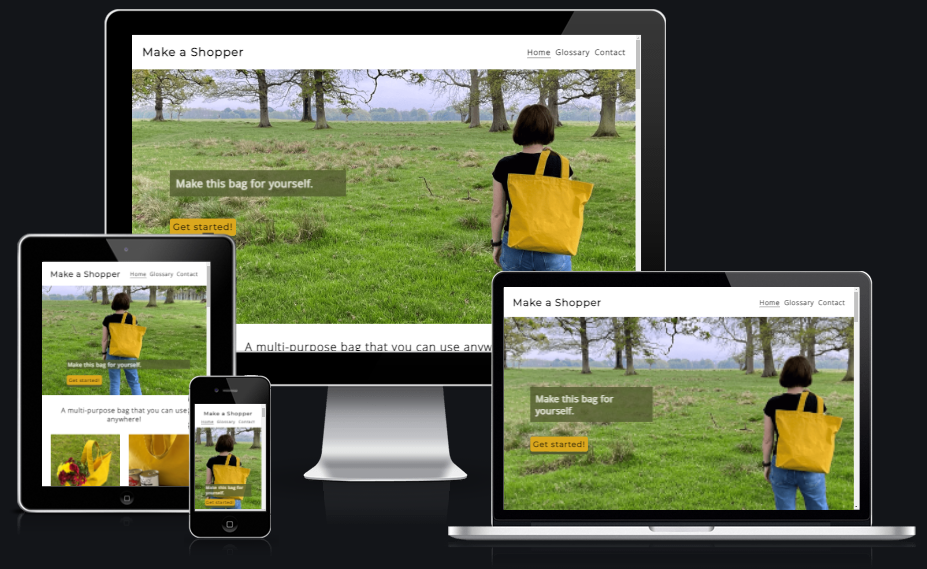 Make a Shopper
Home Glossary Contact
Make this bag for yourself.
Get started!
A multi-purpose bag that you can use anyw
Make a Shopper
Home Glossary Contact
Make this bag for yourself.
Get started!
A multi-purpose bag that you can use
anywhere!
Make a Shopper
Home Glossary Contact
Make this bag for
yourself.
Get started!
Make a Shopper
Home Glossary Contact
Make this bag for
yourself.
Get started!